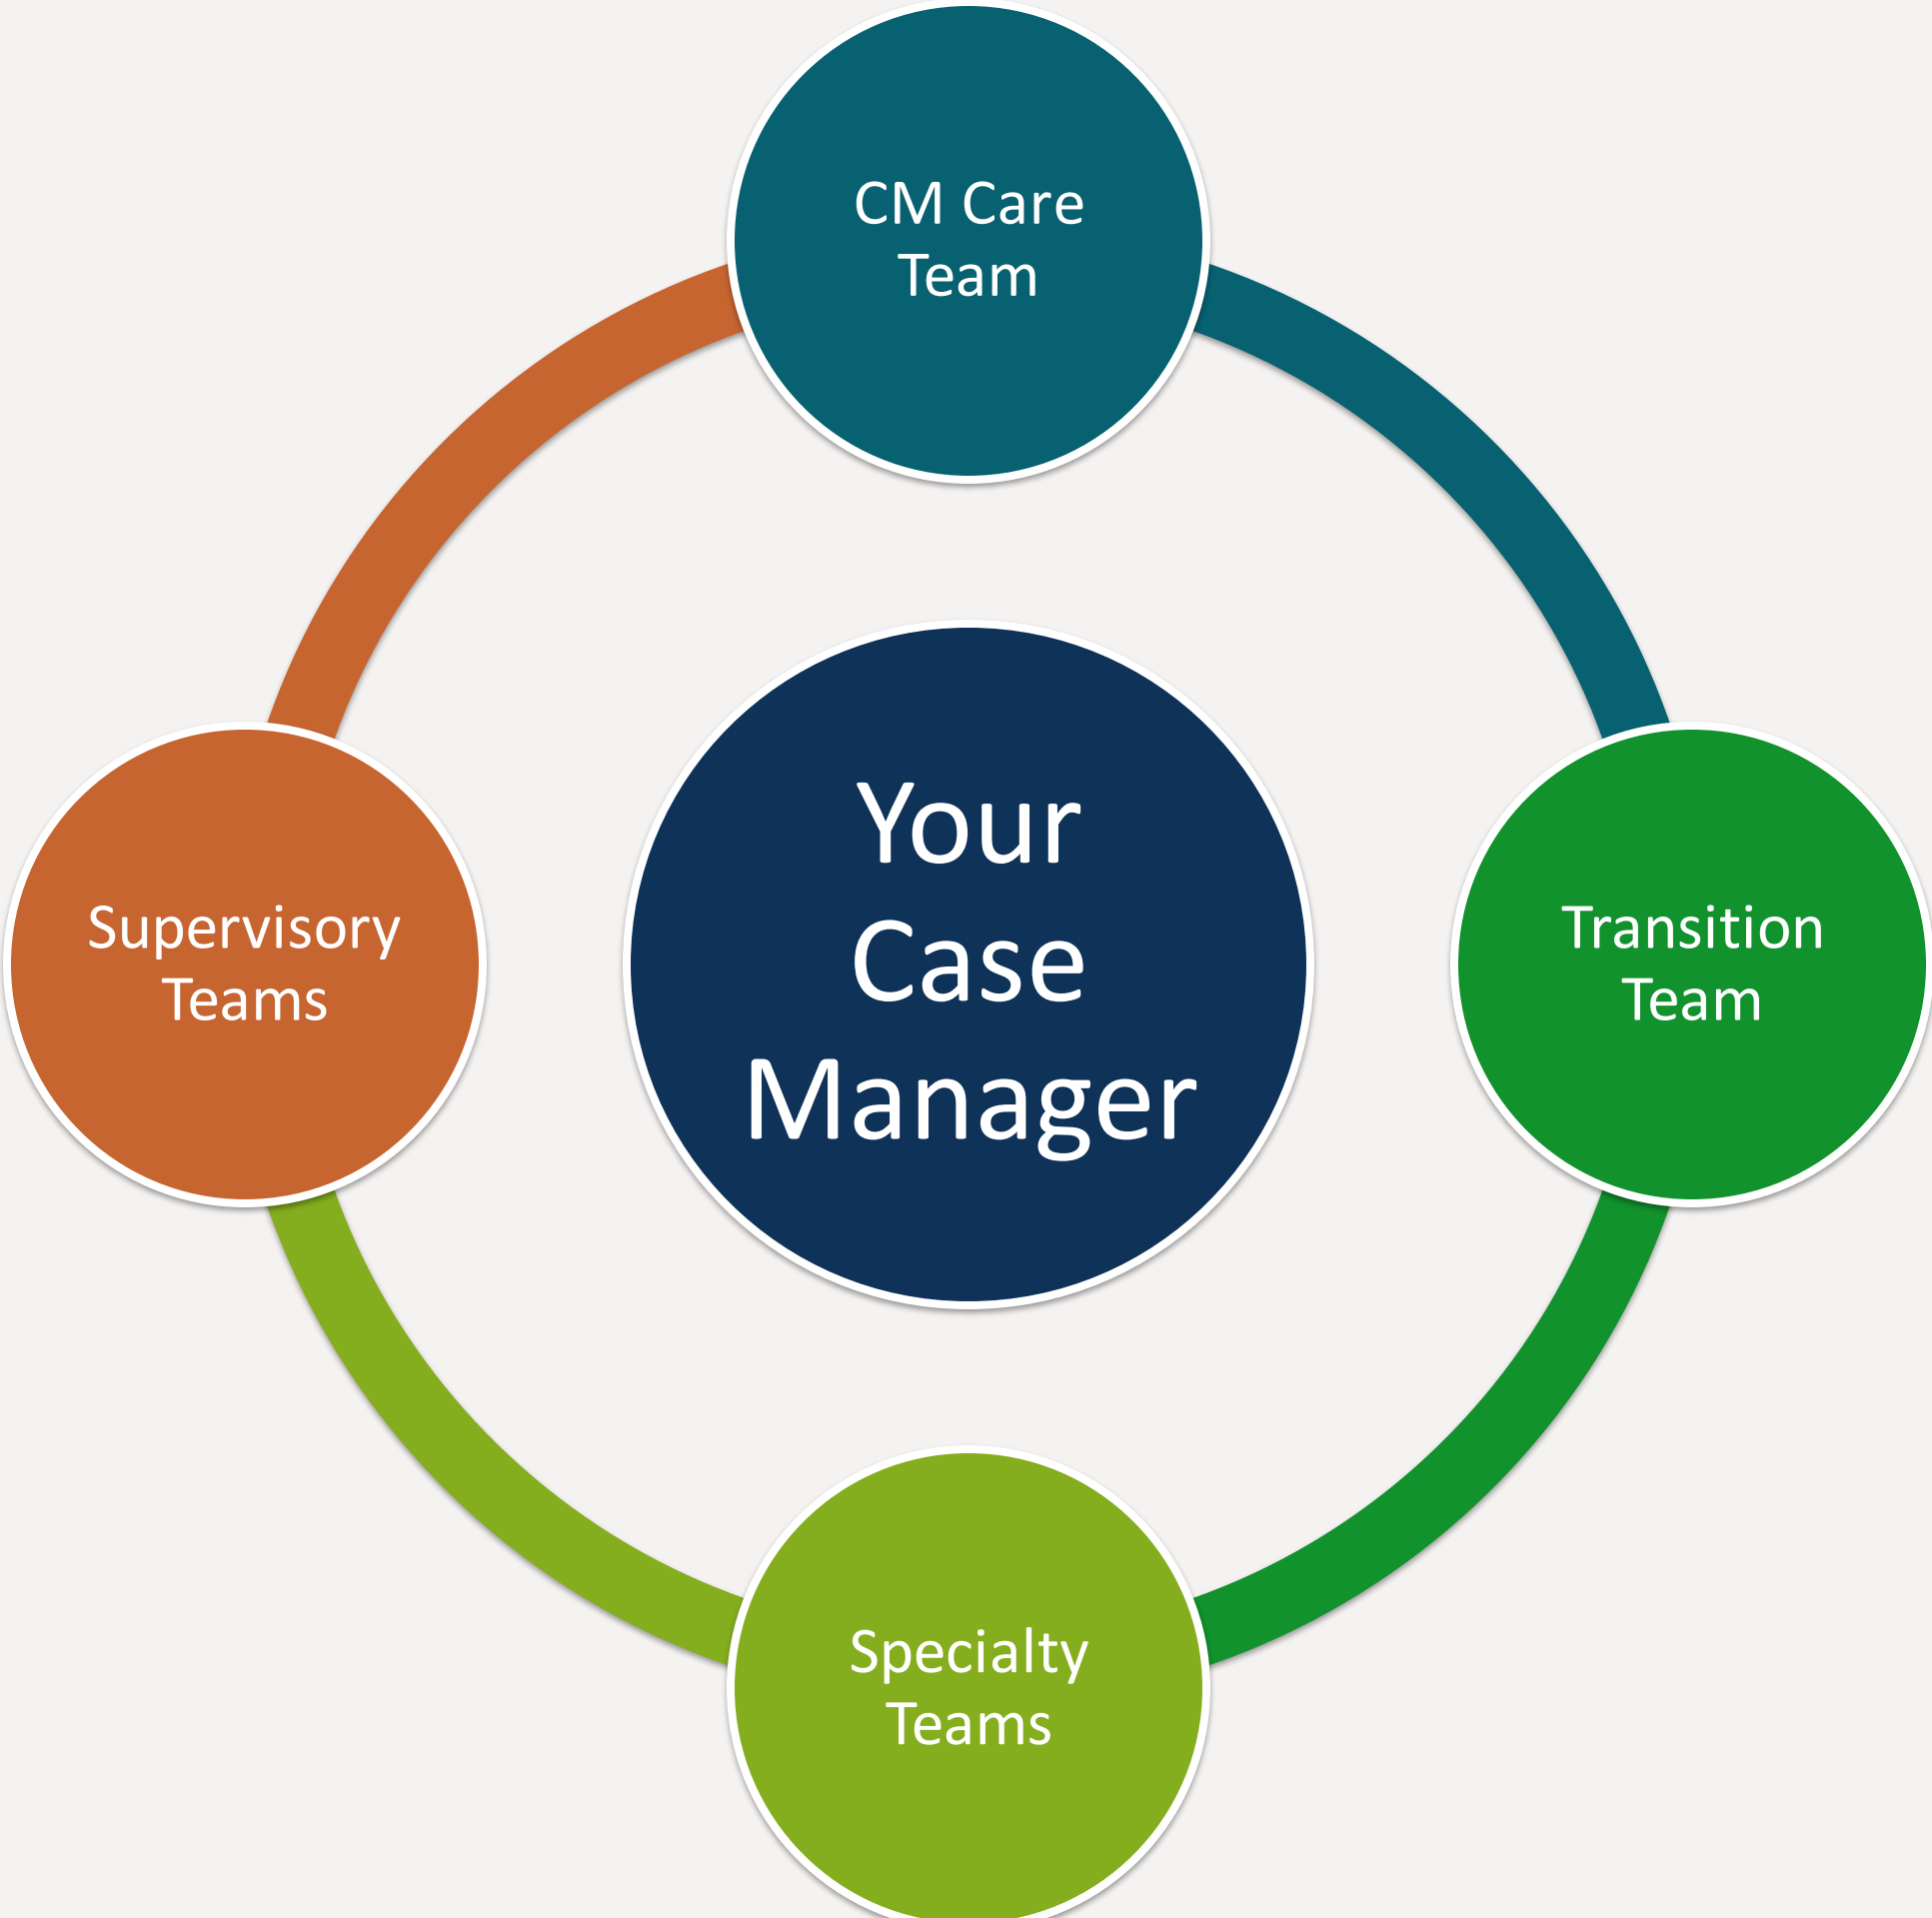 CM Care
Team
Supervisory
Teams
Your
Case
Manager
Transition
Team
Specialty
Teams